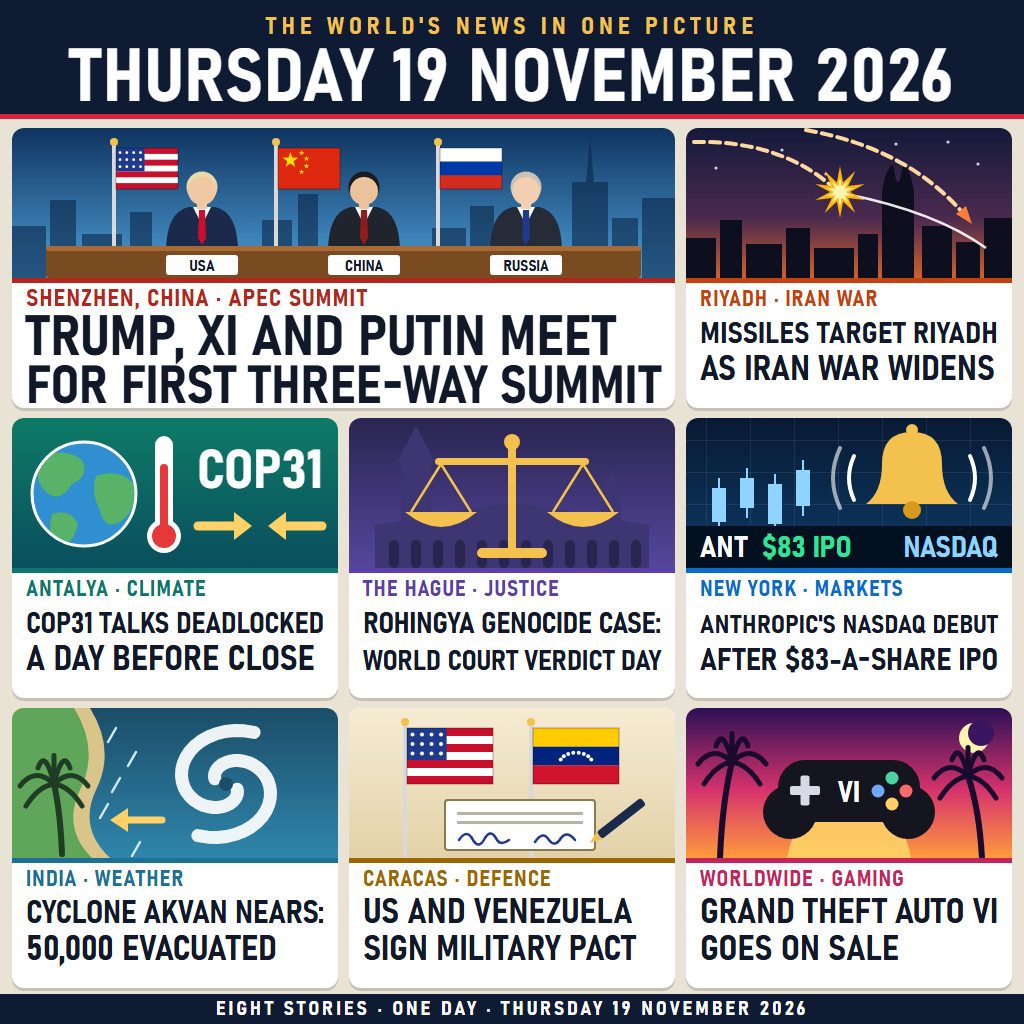 THE WORLD'S NEWS IN ONE PICTURE
THURSDAY 19 NOVEMBER 2026
USA
CHINA
RUSSIA
SHENZHEN, CHINA · APEC SUMMIT
TRUMP, XI AND PUTIN MEET
FOR FIRST THREE-WAY SUMMIT
RIYADH · IRAN WAR
MISSILES TARGET RIYADH
AS IRAN WAR WIDENS
COP31
ANTALYA · CLIMATE
COP31 TALKS DEADLOCKED
A DAY BEFORE CLOSE
THE HAGUE · JUSTICE
ROHINGYA GENOCIDE CASE:
WORLD COURT VERDICT DAY
ANT $83 IPO NASDAQ
NEW YORK · MARKETS
ANTHROPIC'S NASDAQ DEBUT
AFTER $83-A-SHARE IPO
INDIA · WEATHER
CYCLONE AKVAN NEARS:
50,000 EVACUATED
CARACAS · DEFENCE
US AND VENEZUELA
SIGN MILITARY PACT
VI
WORLDWIDE · GAMING
GRAND THEFT AUTO VI
GOES ON SALE
EIGHT STORIES · ONE DAY · THURSDAY 19 NOVEMBER 2026